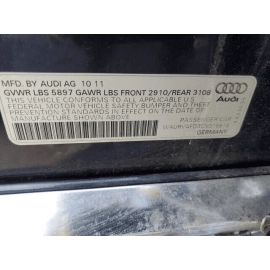 MFD. BY AUDI AG 10 11
GVWR LBS 5897 GAWR LBS FRONT 2910/REAR 3108
THIS VEHICLE CONFORMS TO ALL APPLICABLE U.S.
FEDERAL MOTOR VEHICLE SAFETY BUMPER AND THEFT
PREVENTION STANDARDS IN EFFECT ON THE DATE OF
MANUFACTURE SHOWN ABOVE.
Audi
PASSENGER CAR
GERMANY